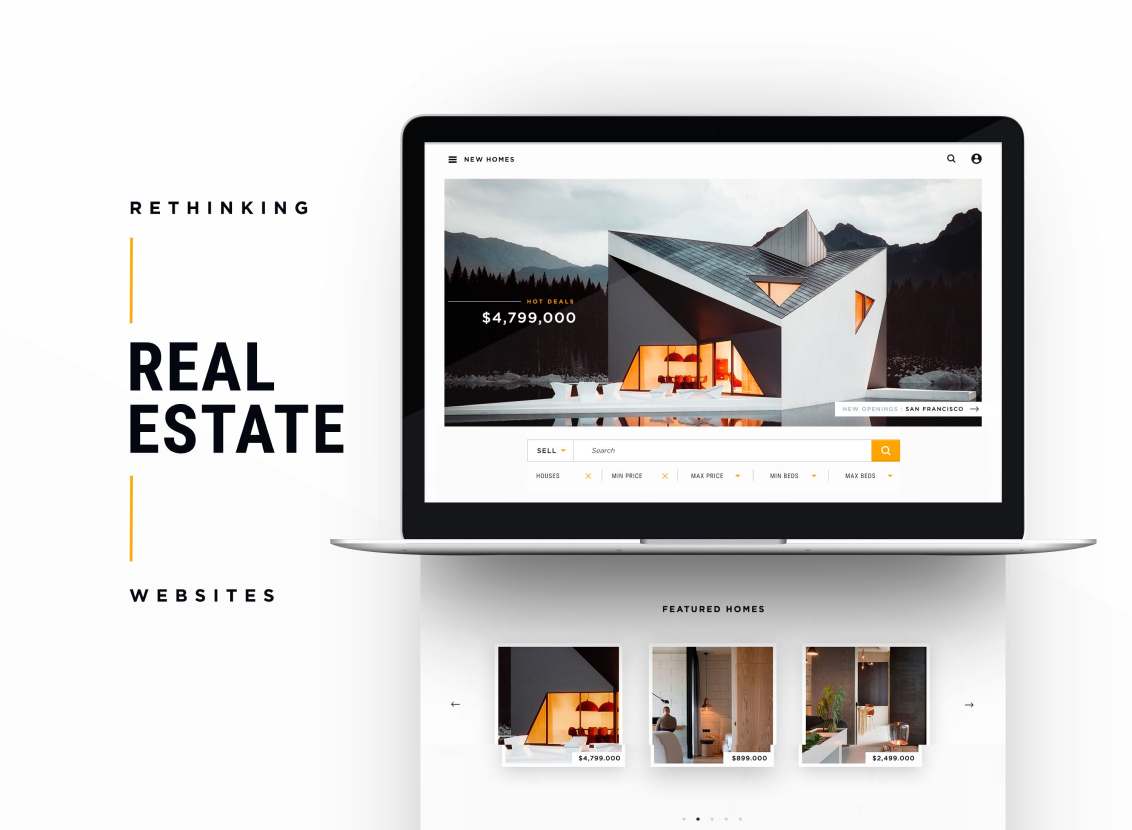 RETHINKING
REAL
ESTATE
WEBSITES
NEW HOMES
HOT DEALS
$4,799,000
NEW OPENINGS : SAN FRANCISCO
SELL
Search
HOUSES
MIN PRICE
MAX PRICE
MIN BEDS
MAX BEDS
FEATURED HOMES
$4,799.000
$899.000
$2,499.000